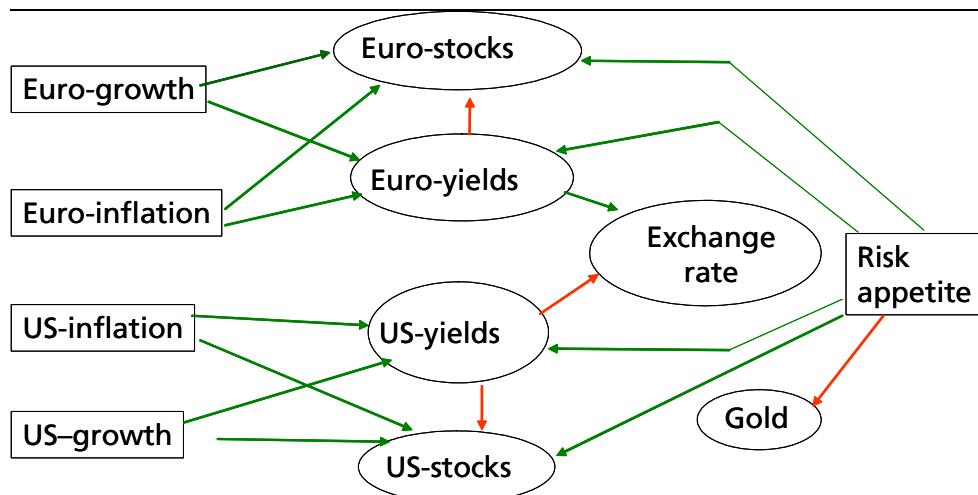 Euro-stocks
Euro-growth
Euro-yields
Euro-inflation
Exchange
rate
Risk
appetite
US-inflation
US-yields
Gold
US–growth
US-stocks